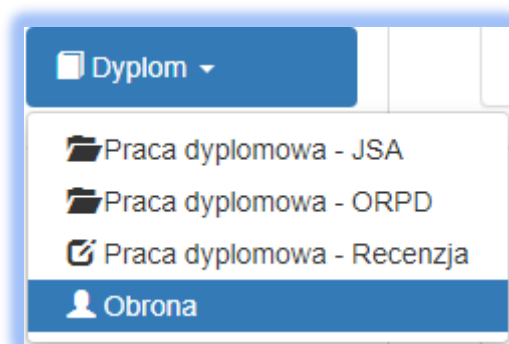 Dyplom
Praca dyplomowa - JSA
Praca dyplomowa - ORPD
Praca dyplomowa - Recenzja
Obrona